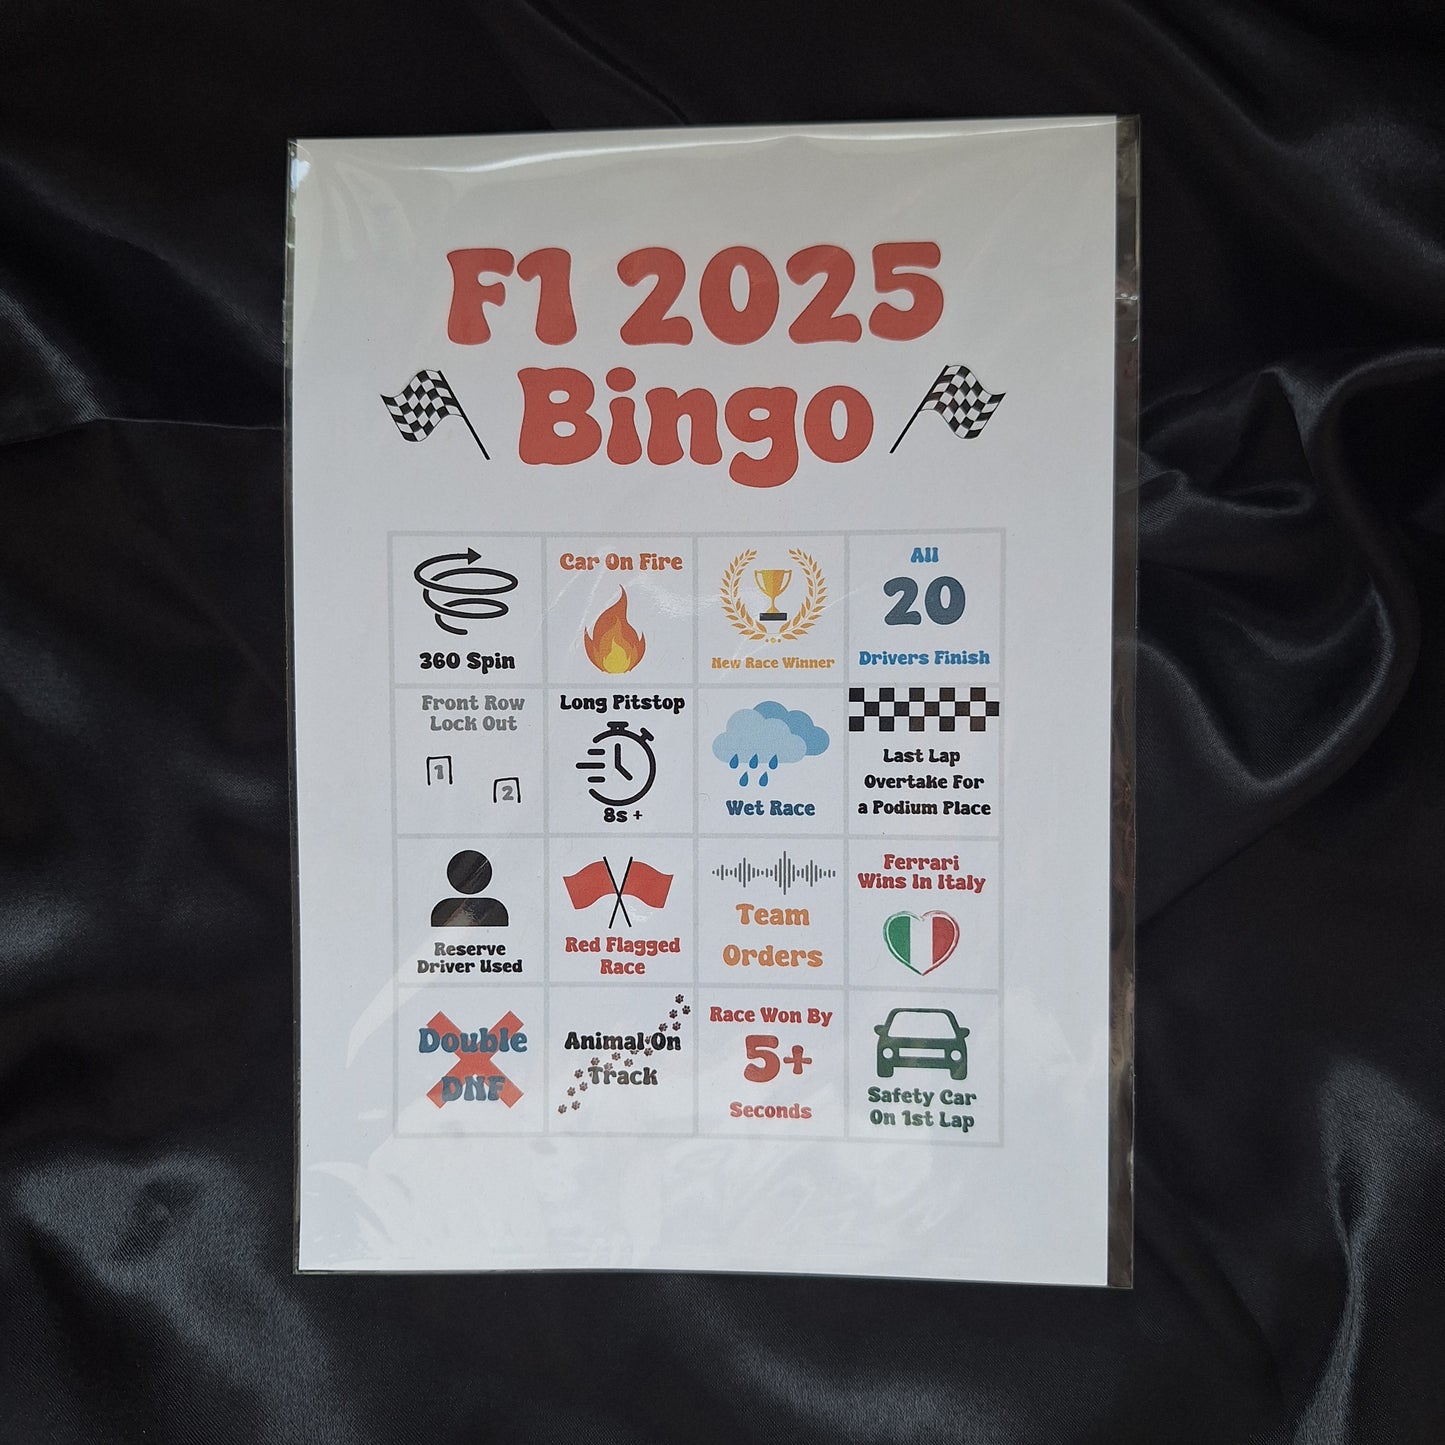 F1 2025
Bingo
360 Spin
Car On Fire
New Race Winner
All
20
Drivers Finish
Front Row
Lock Out
1
2
Long Pitstop
8s +
Wet Race
Last Lap
Overtake For
a Podium Place
Reserve
Driver Used
Red Flagged
Race
Team
Orders
Ferrari
Wins In Italy
Double
DNF
Animal On
Track
Race Won By
5+
Seconds
Safety Car
On 1st Lap